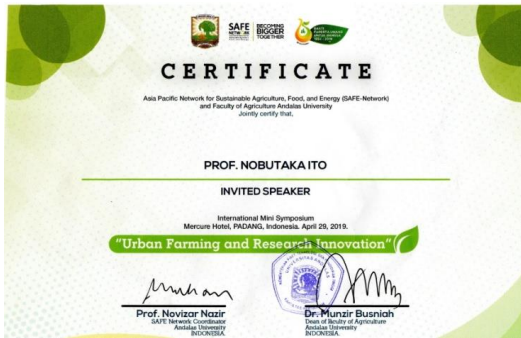 SAFE
NETWORK
BECOMING
BIGGER
TOGETHER
CERTIFICATE
Asia Pacific Network for Sustainable Agriculture, Food, and Energy (SAFE-Network)
and Faculty of Agriculture Andalas University
Jointly certify that.
PROF. NOBUTAKA ITO
INVITED SPEAKER
International Mini Symposium
Mercure Hotel, PADANG, Indonesia. April 29, 2019.
"Urban Farming and Research Innovation"
Prof. Novizar Nazir
SAFE Network Coordinator
Andalas University
INDONESIA.
Dr. Munzir Busniah
Dean of Faculty of Agriculture
Andalas University
INDONESIA.